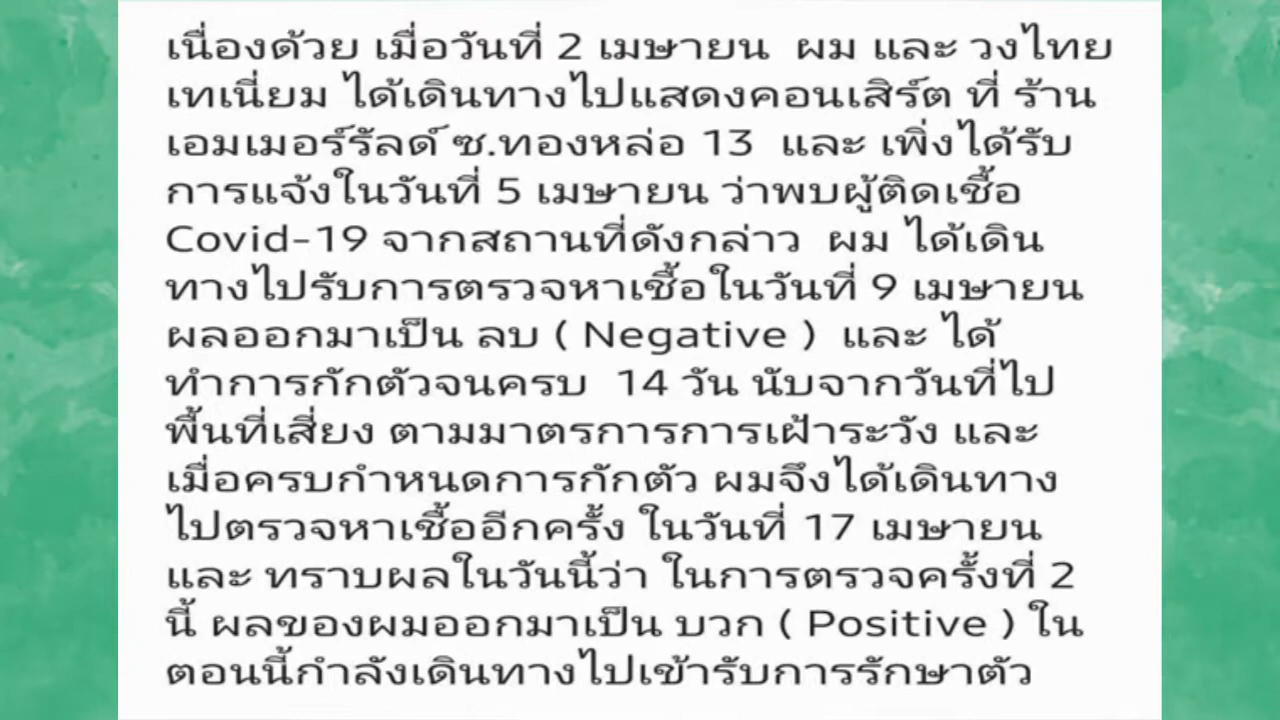 เนื่องด้วย เมื่อวันที่ 2 เมษายน ผม และ วงไทย
เทเนี่ยม ได้เดินทางไปแสดงคอนเสิร์ต ที่ ร้าน
เอมเมอร์รัลด์ ซ.ทองหล่อ 13 และ เพิ่งได้รับ
การแจ้งในวันที่ 5 เมษายน ว่าพบผู้ติดเชื้อ
Covid-19 จากสถานที่ดังกล่าว ผม ได้เดิน
ทางไปรับการตรวจหาเชื้อในวันที่ 9 เมษายน
ผลออกมาเป็น ลบ ( Negative ) และ ได้
ทำการกักตัวจนครบ 14 วัน นับจากวันที่ไป
พื้นที่เสี่ยง ตามมาตรการการเฝ้าระวัง และ
เมื่อครบกำหนดการกักตัว ผมจึงได้เดินทาง
ไปตรวจหาเชื้ออีกครั้ง ในวันที่ 17 เมษายน
และ ทราบผลในวันนี้ว่า ในการตรวจครั้งที่ 2
นี้ ผลของผมออกมาเป็น บวก ( Positive ) ใน
ตอนนี้กำลังเดินทางไปเข้ารับการรักษาตัว